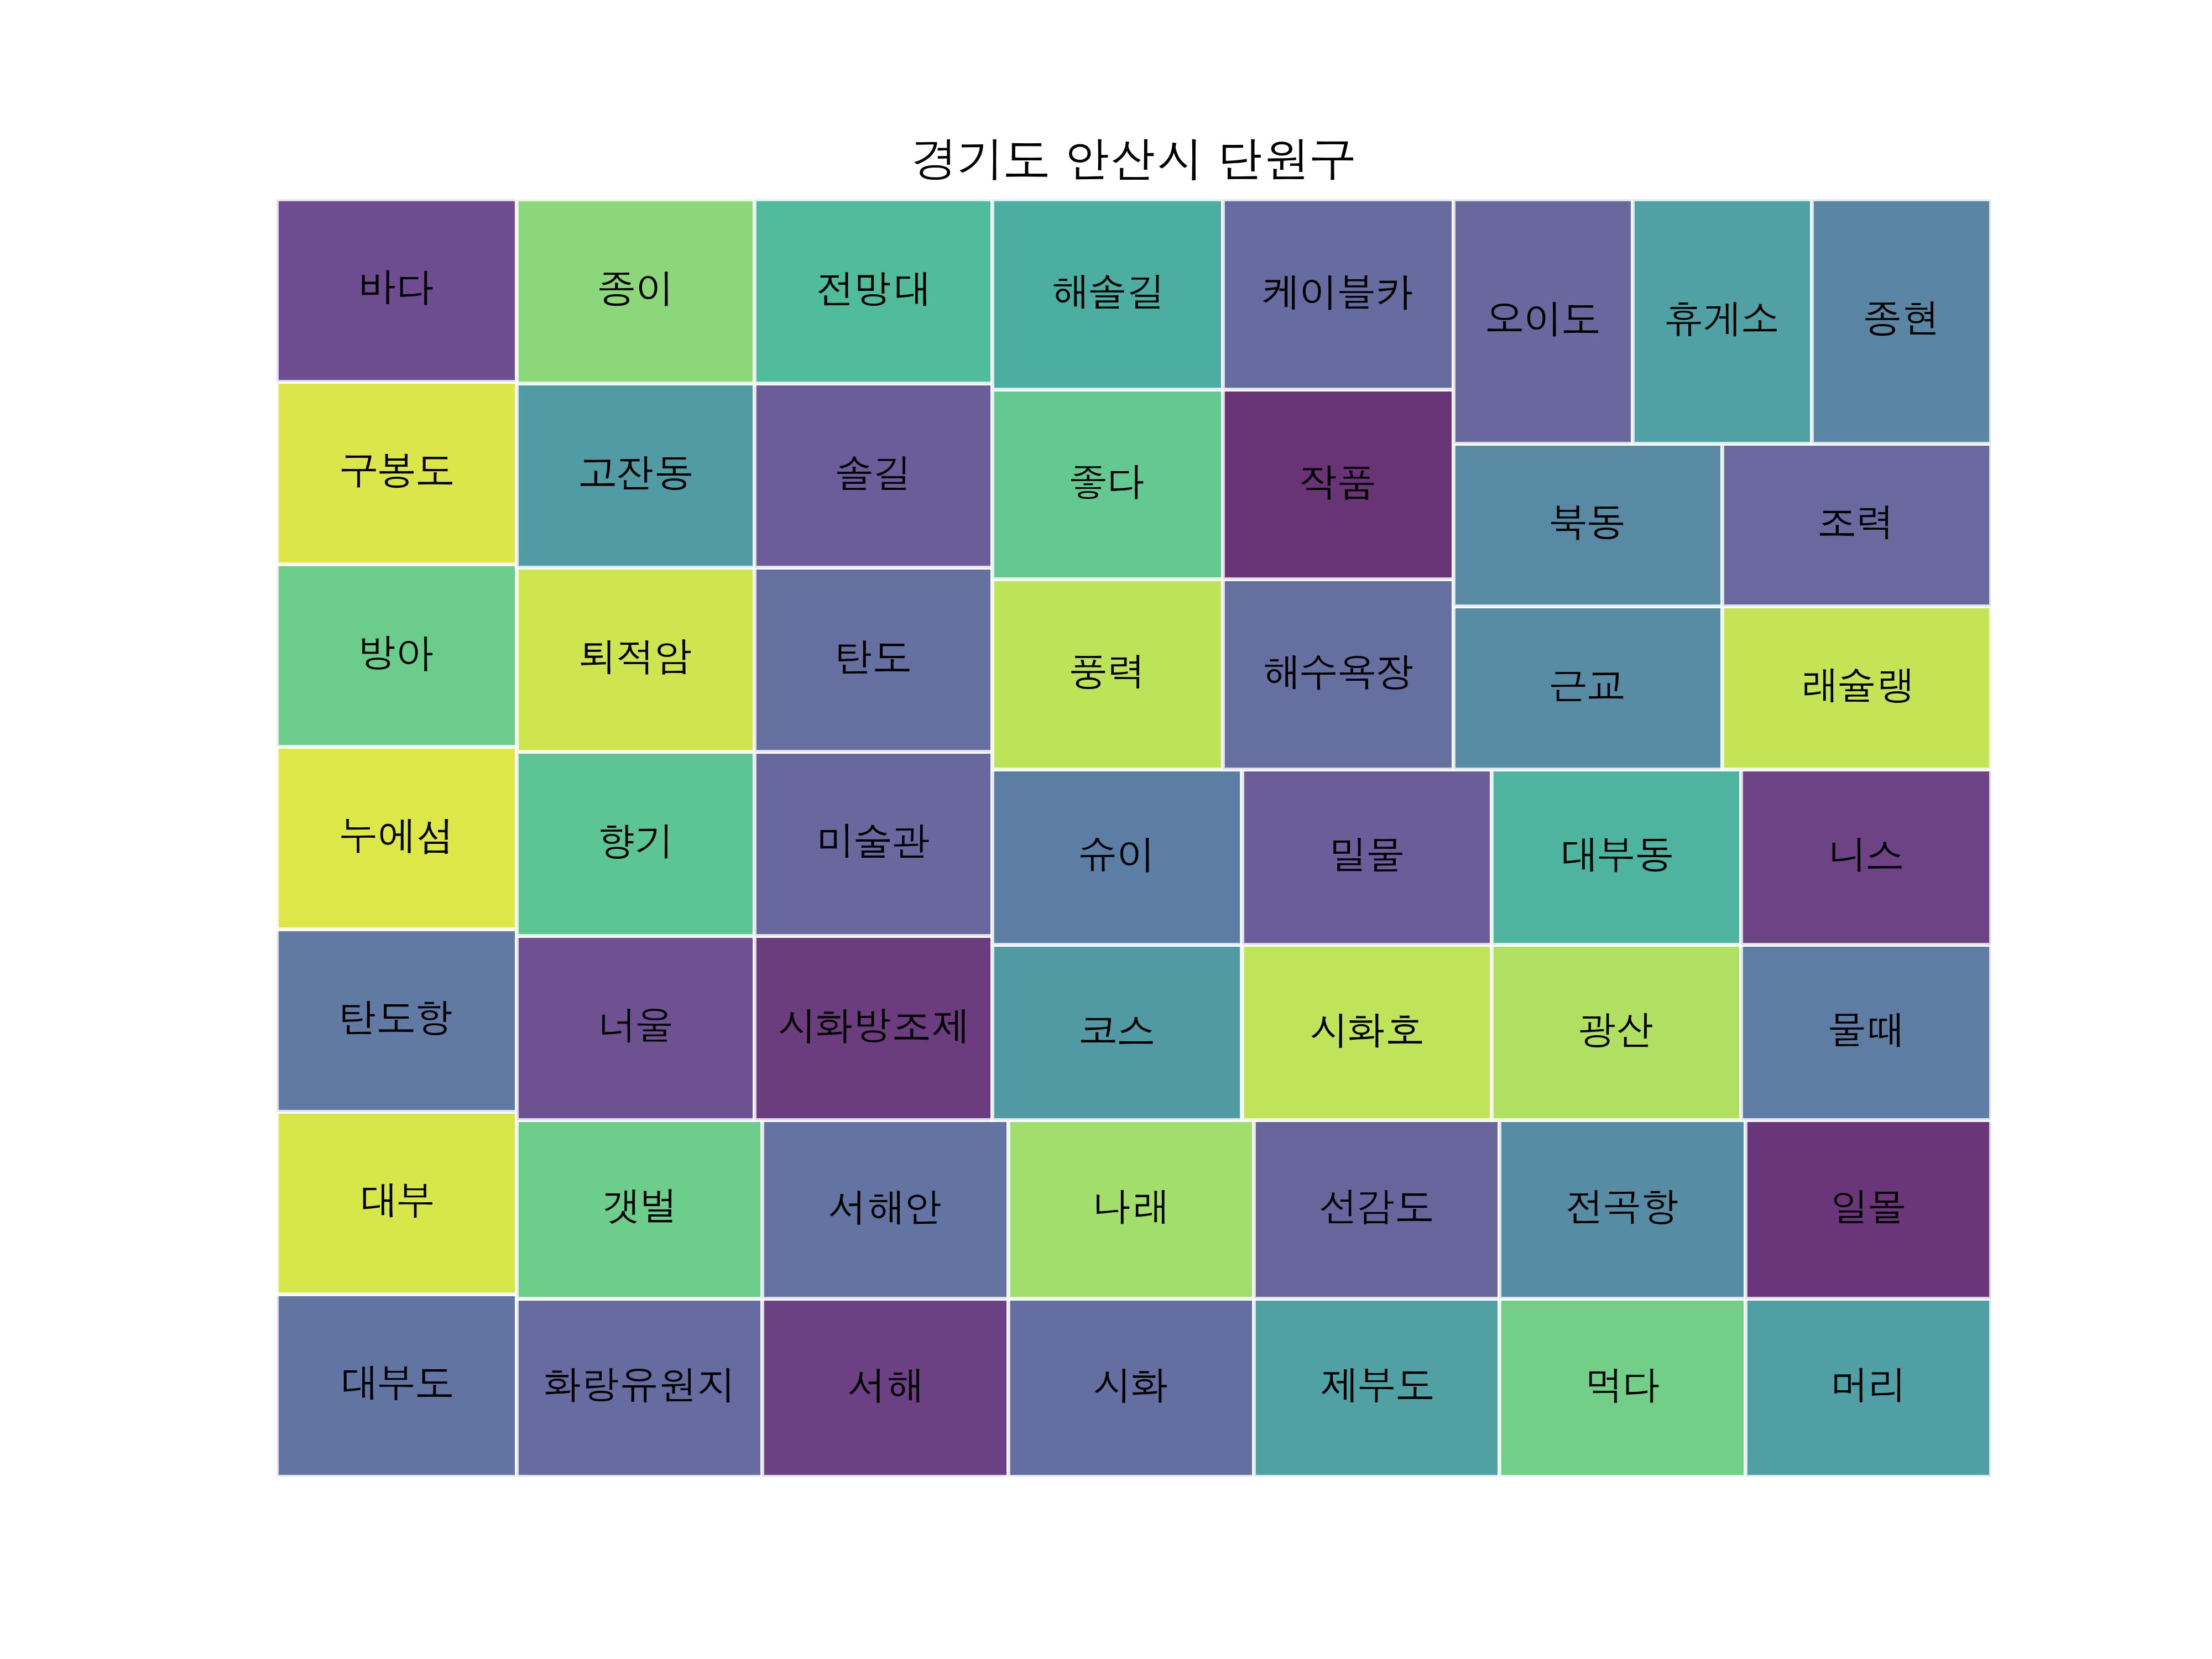 경기도 안산시 단원구
바다 종이 전망대 해솔길 케이블카 오이도 휴게소 종현
구봉도 고잔동 솔길 좋다 작품 북동 조력
방아 퇴적암 탄도 풍력 해수욕장 근교 래슐랭
누에섬 향기 미술관 슈이 밀물 대부동 니스
탄도항 너울 시화방조제 코스 시화호 광산 물때
대부 갯벌 서해안 나래 선감도 전곡항 일몰
대부도 화랑유원지 서해 시화 제부도 먹다 머리